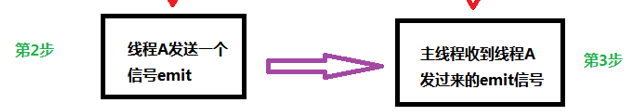 第2步
线程A发送一个
信号emit
主线程收到线程A
发过来的emit信号
第3步